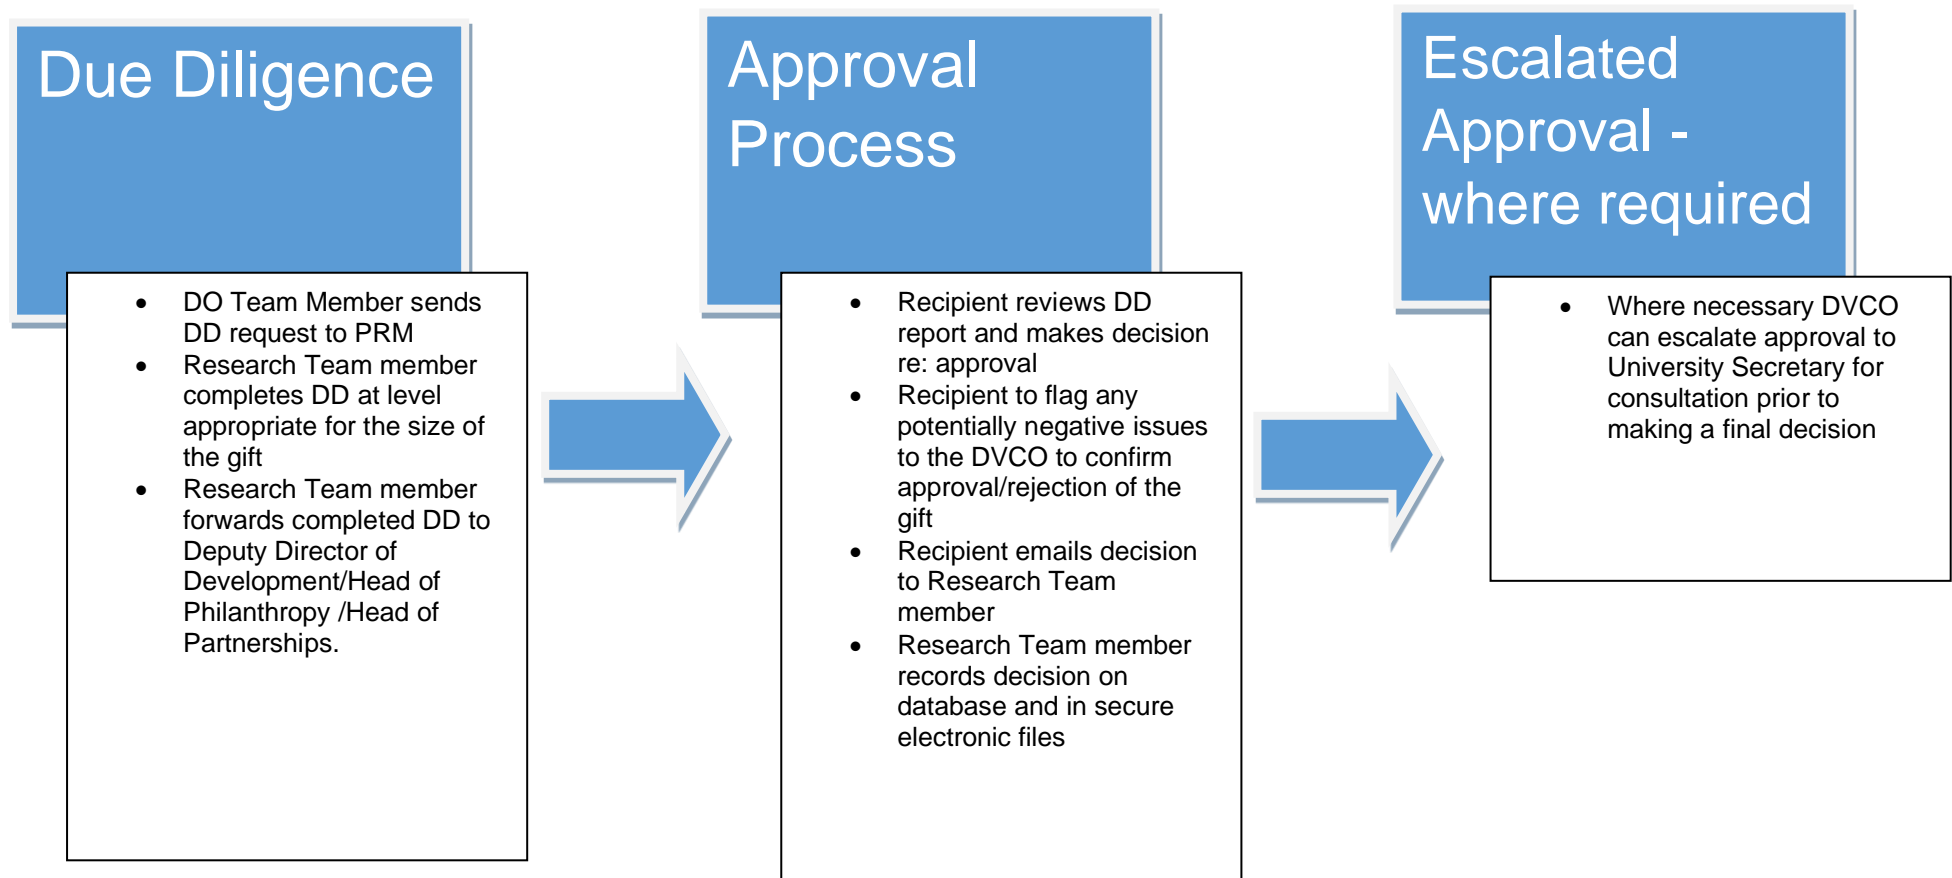 Due Diligence
• DO Team Member sends
DD request to PRM
• Research Team member
completes DD at level
appropriate for the size of
the gift
• Research Team member
forwards completed DD to
Deputy Director of
Development/Head of
Philanthropy /Head of
Partnerships.
Approval
Process
• Recipient reviews DD
report and makes decision
re: approval
• Recipient to flag any
potentially negative issues
to the DVCO to confirm
approval/rejection of the
gift
• Recipient emails decision
to Research Team
member
• Research Team member
records decision on
database and in secure
electronic files
Escalated
Approval -
where required
• Where necessary DVCO
can escalate approval to
University Secretary for
consultation prior to
making a final decision